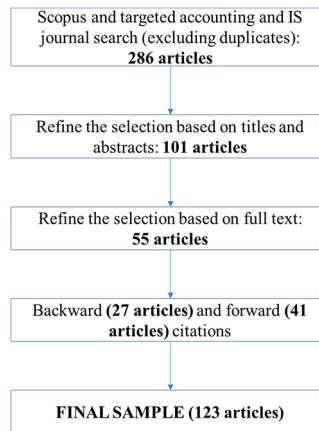 Scopus and targeted accounting and IS
journal search (excluding duplicates):
286 articles
Refine the selection based on titles and
abstracts: 101 articles
Refine the selection based on full text:
55 articles
Backward (27 articles) and forward (41
articles) citations
FINAL SAMPLE (123 articles)